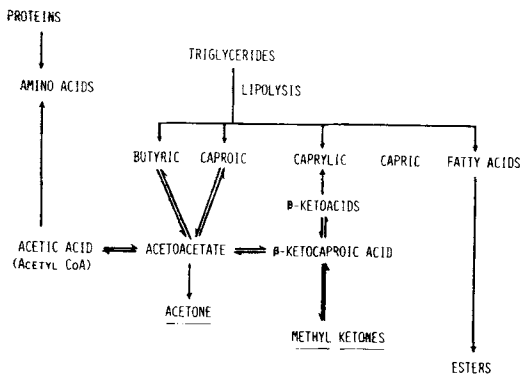 PROTEINS
TRIGLYCERIDES
AMINO ACIDS
LIPOLYSIS
BUTYRIC CAPROIC CAPRYLIC CAPRIC FATTY ACIDS
β-KETOACIDS
ACETIC ACID ACETOACETATE β-KETOCAPROIC ACID
(ACETYL COA)
ACETONE
METHYL KETONES
ESTERS